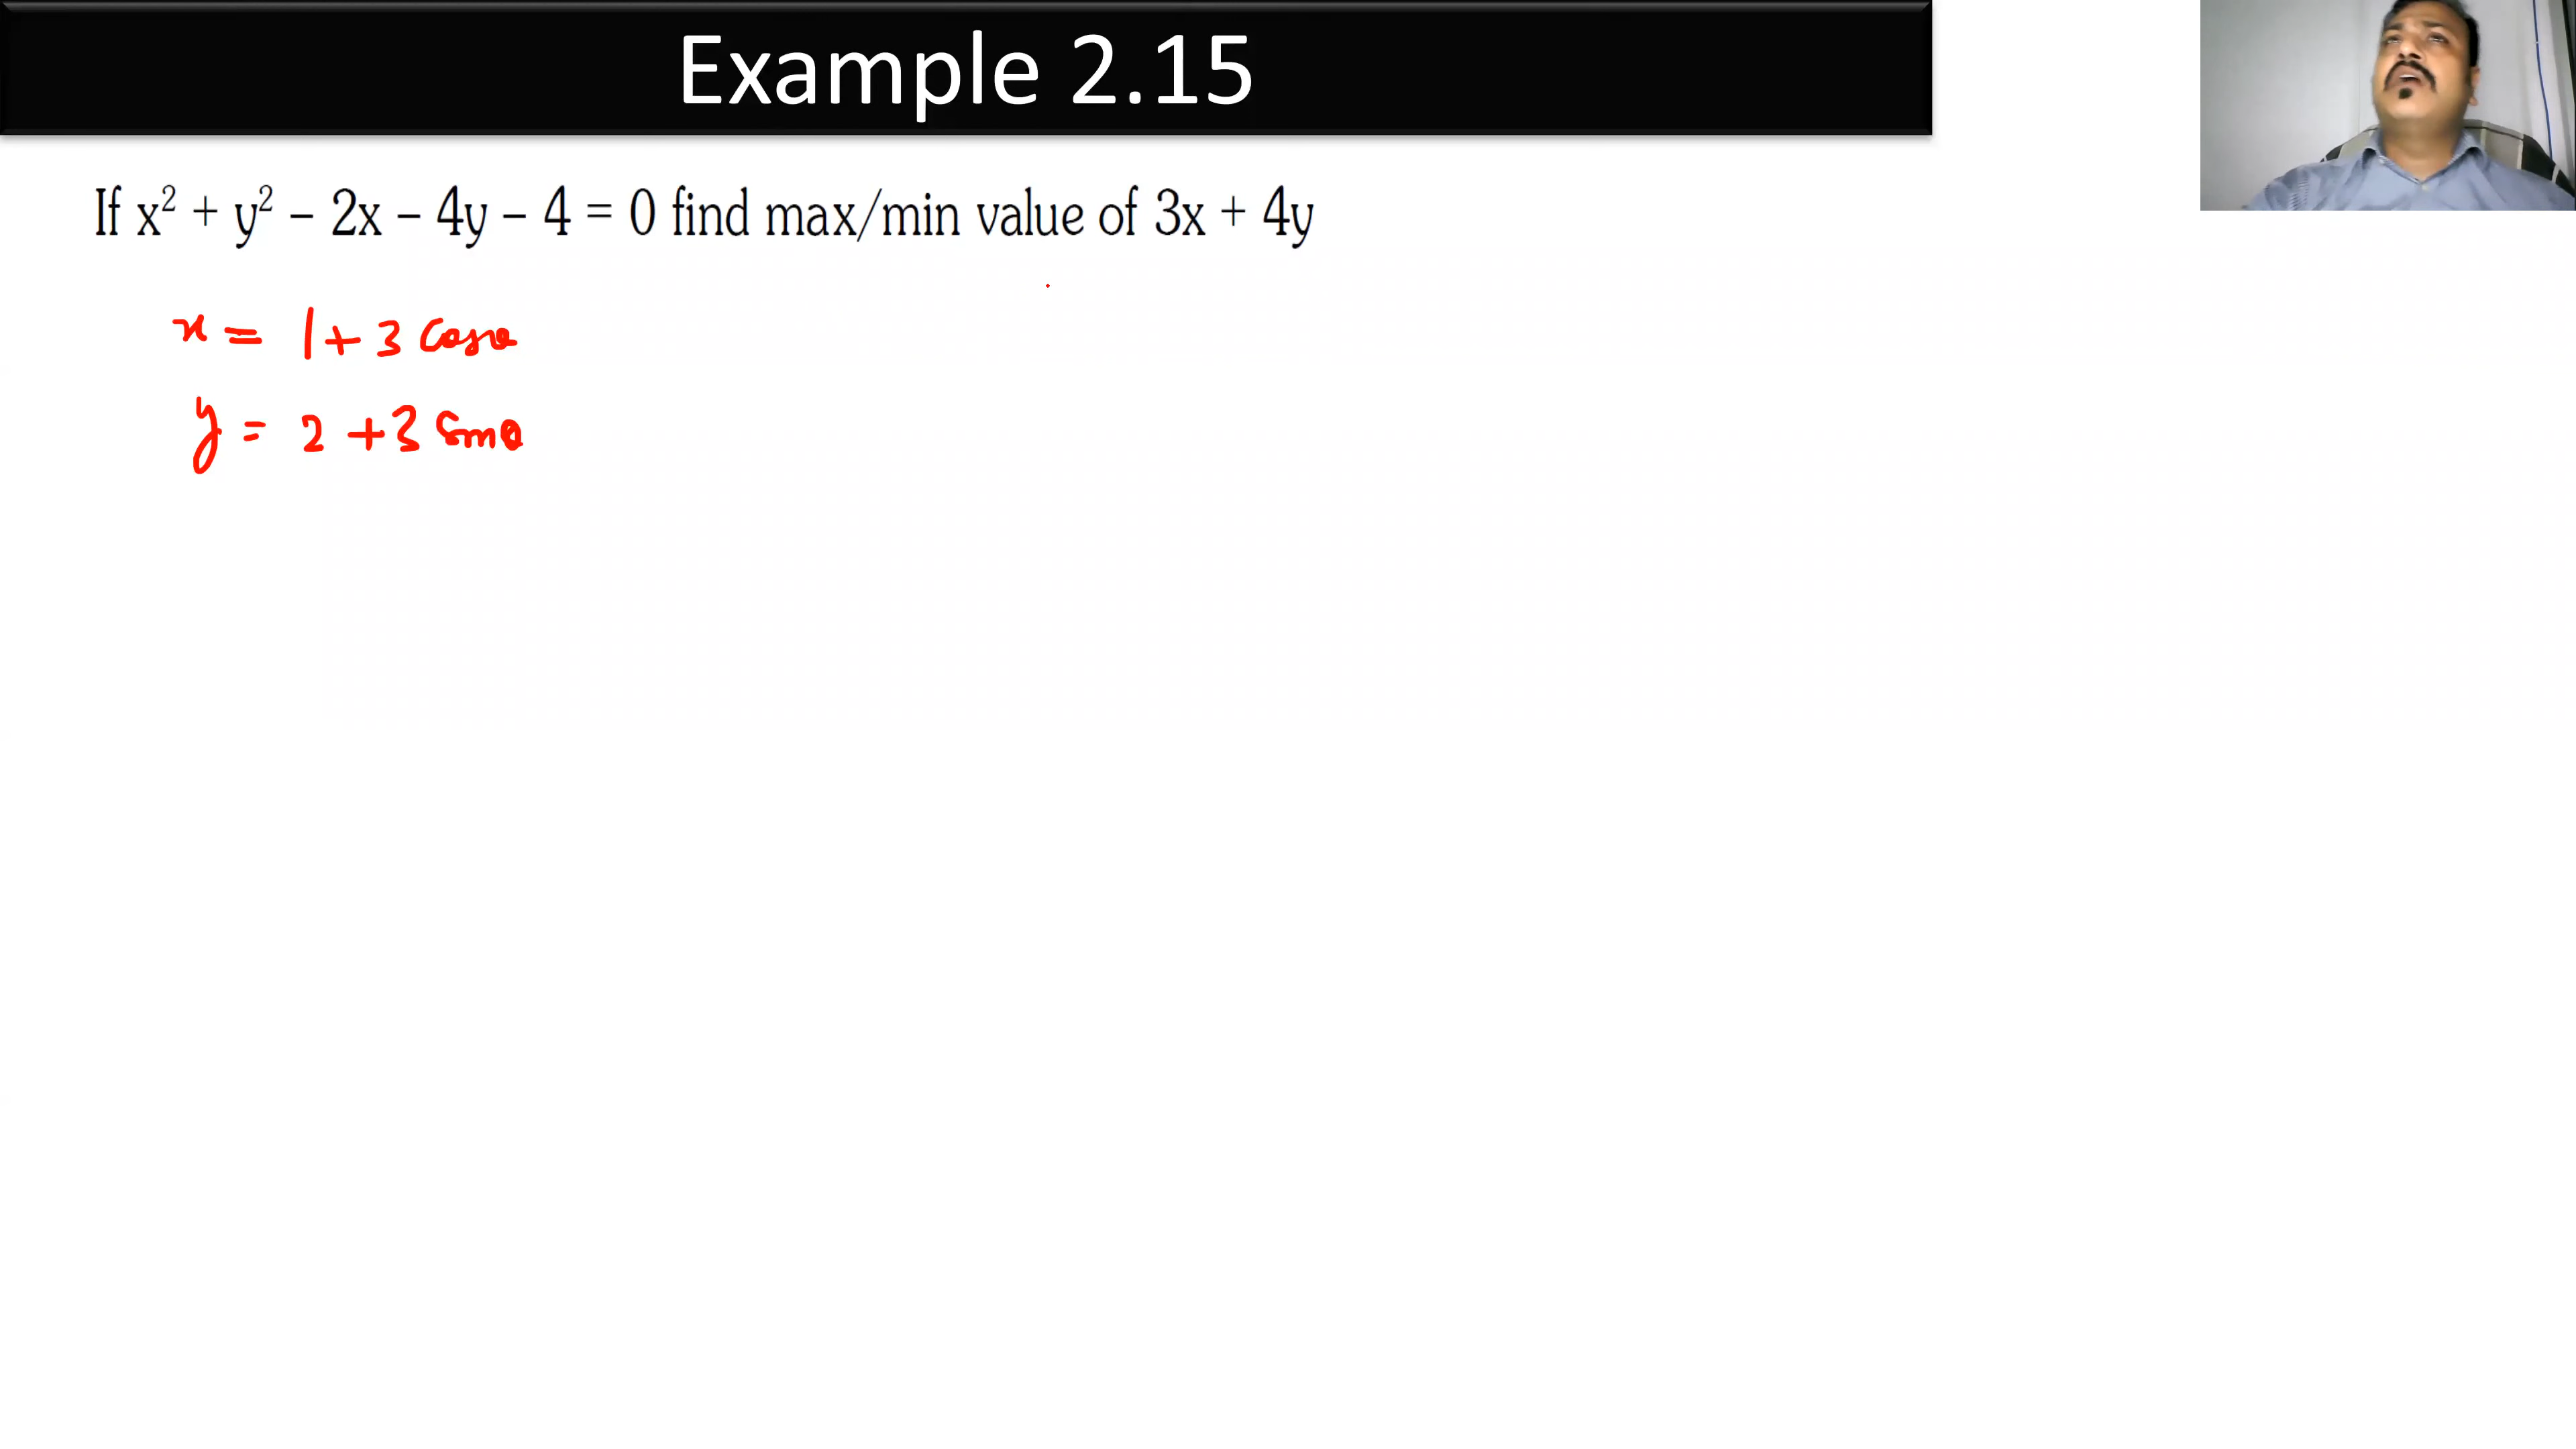 Example 2.15
If x² + y² – 2x – 4y – 4 = 0 find max/min value of 3x + 4y
x = 1 + 3 cosθ
y = 2 + 3 sinθ